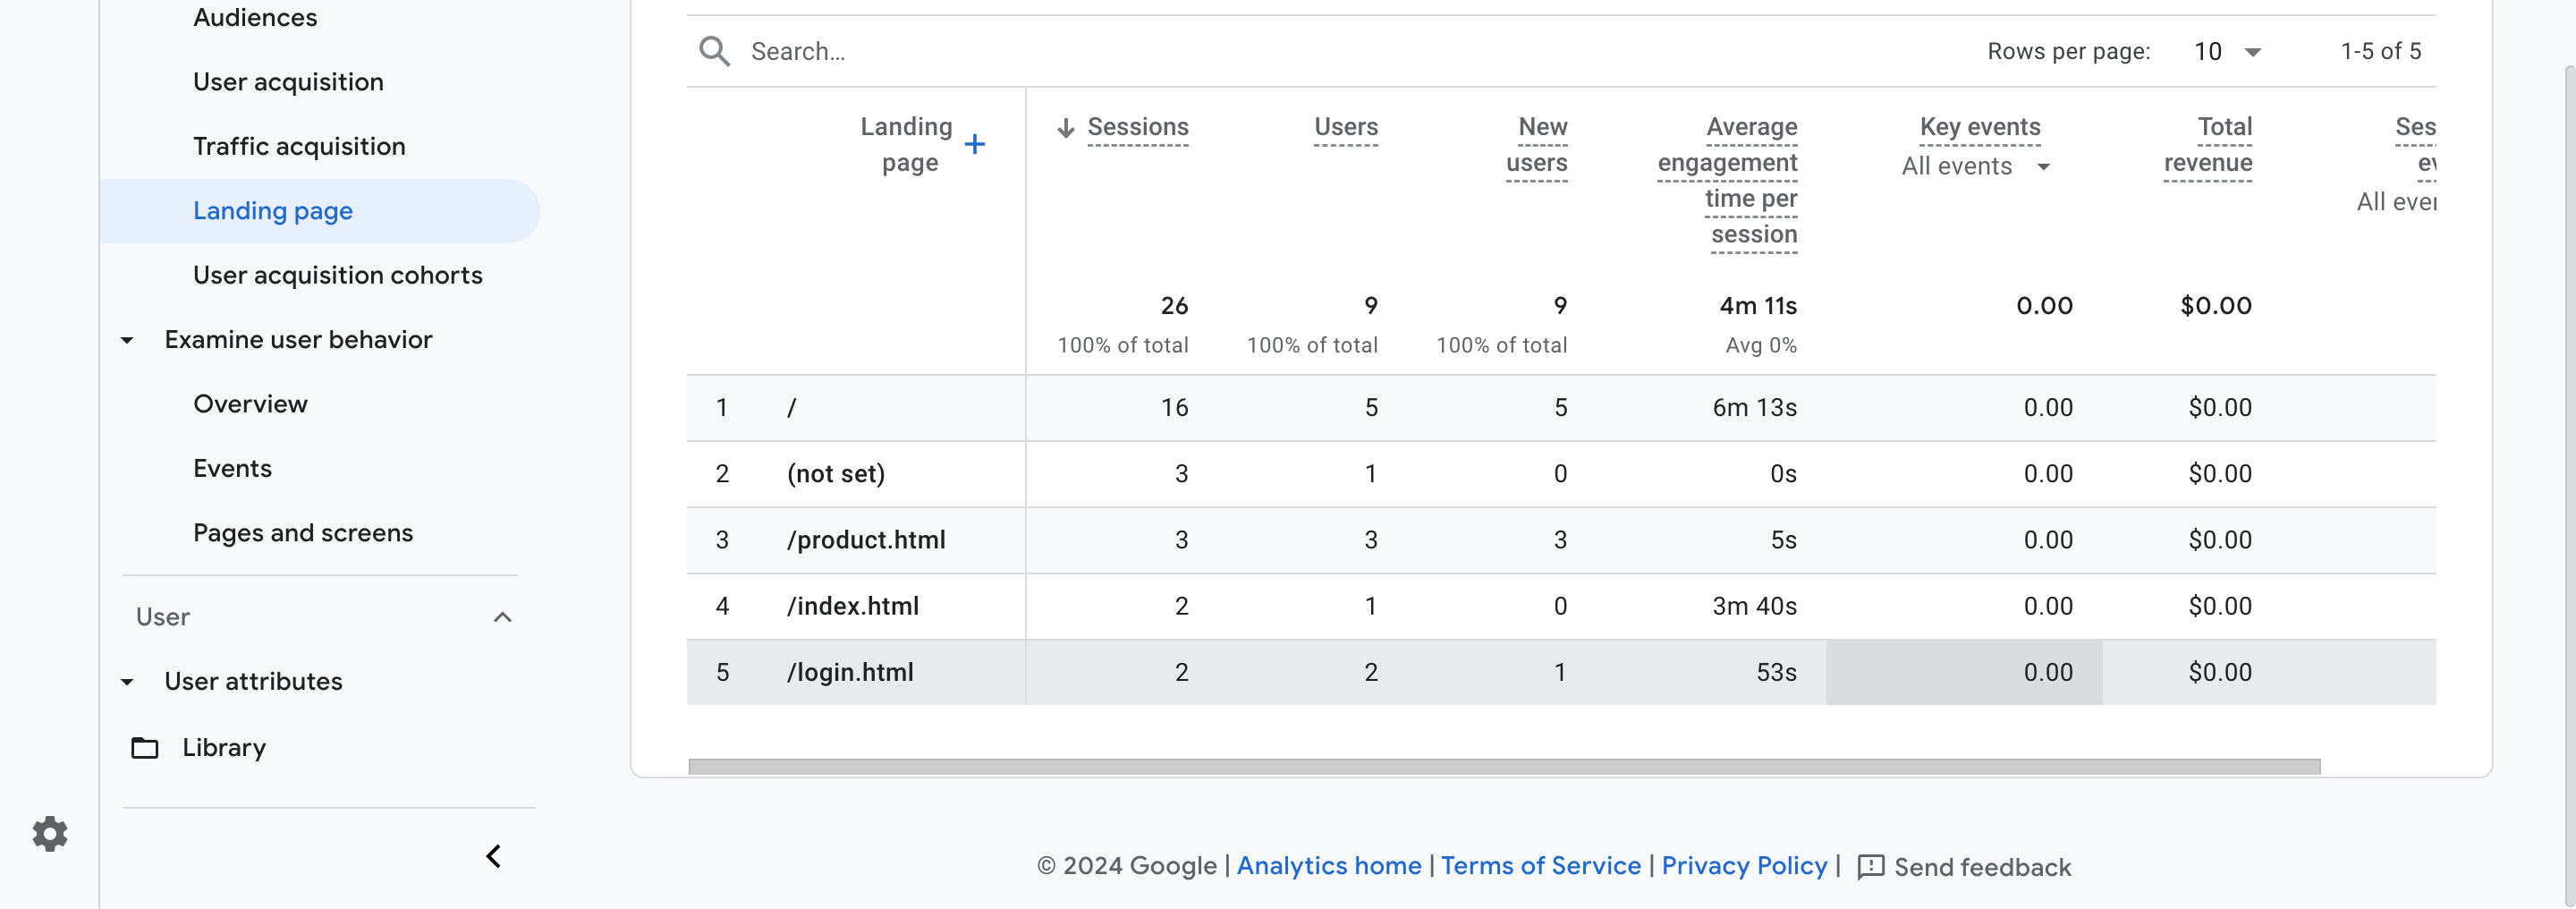 Audiences
User acquisition
Traffic acquisition
Landing page
User acquisition cohorts
Examine user behavior
Overview
Events
Pages and screens
User
User attributes
Library
Search…
Rows per page: 10 1-5 of 5
Landing page
Sessions
Users
New users
Average engagement time per session
Key events
All events
Total revenue
26 9 9 4m 11s 0.00 $0.00
100% of total 100% of total 100% of total Avg 0%
1 / 16 5 5 6m 13s 0.00 $0.00
2 (not set) 3 1 0 0s 0.00 $0.00
3 /product.html 3 3 3 5s 0.00 $0.00
4 /index.html 2 1 0 3m 40s 0.00 $0.00
5 /login.html 2 2 1 53s 0.00 $0.00
© 2024 Google | Analytics home | Terms of Service | Privacy Policy | Send feedback